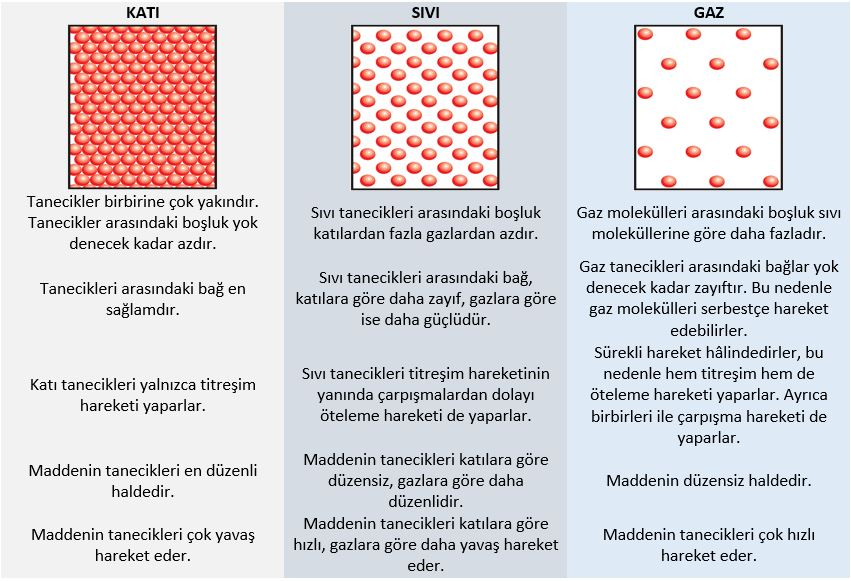 KATI
SIVI
GAZ
Tanecikler birbirine çok yakındır.
Tanecikler arasındaki boşluk yok
denecek kadar azdır.
Sıvı tanecikleri arasındaki boşluk
katılardan fazla gazlardan azdır.
Gaz molekülleri arasındaki boşluk sıvı
moleküllerine göre daha fazladır.
Tanecikleri arasındaki bağ en
sağlamdır.
Sıvı tanecikleri arasındaki bağ,
katılara göre daha zayıf, gazlara göre
ise daha güçlüdür.
Gaz tanecikleri arasındaki bağlar yok
denecek kadar zayıftır. Bu nedenle
gaz molekülleri serbestçe hareket
edebilirler.
Katı tanecikleri yalnızca titreşim
hareketi yaparlar.
Sıvı tanecikleri titreşim hareketinin
yanında çarpışmalardan dolayı
öteleme hareketi de yaparlar.
Sürekli hareket hâlindedirler, bu
nedenle hem titreşim hem de
öteleme hareketi yaparlar. Ayrıca
birbirleri ile çarpışma hareketi de
yaparlar.
Maddenin tanecikleri en düzenli
haldedir.
Maddenin tanecikleri katılara göre
düzensiz, gazlara göre daha
düzenlidir.
Maddenin düzensiz haldedir.
Maddenin tanecikleri çok yavaş
hareket eder.
Maddenin tanecikleri katılara göre
hızlı, gazlara göre daha yavaş hareket
eder.
Maddenin tanecikleri çok hızlı
hareket eder.